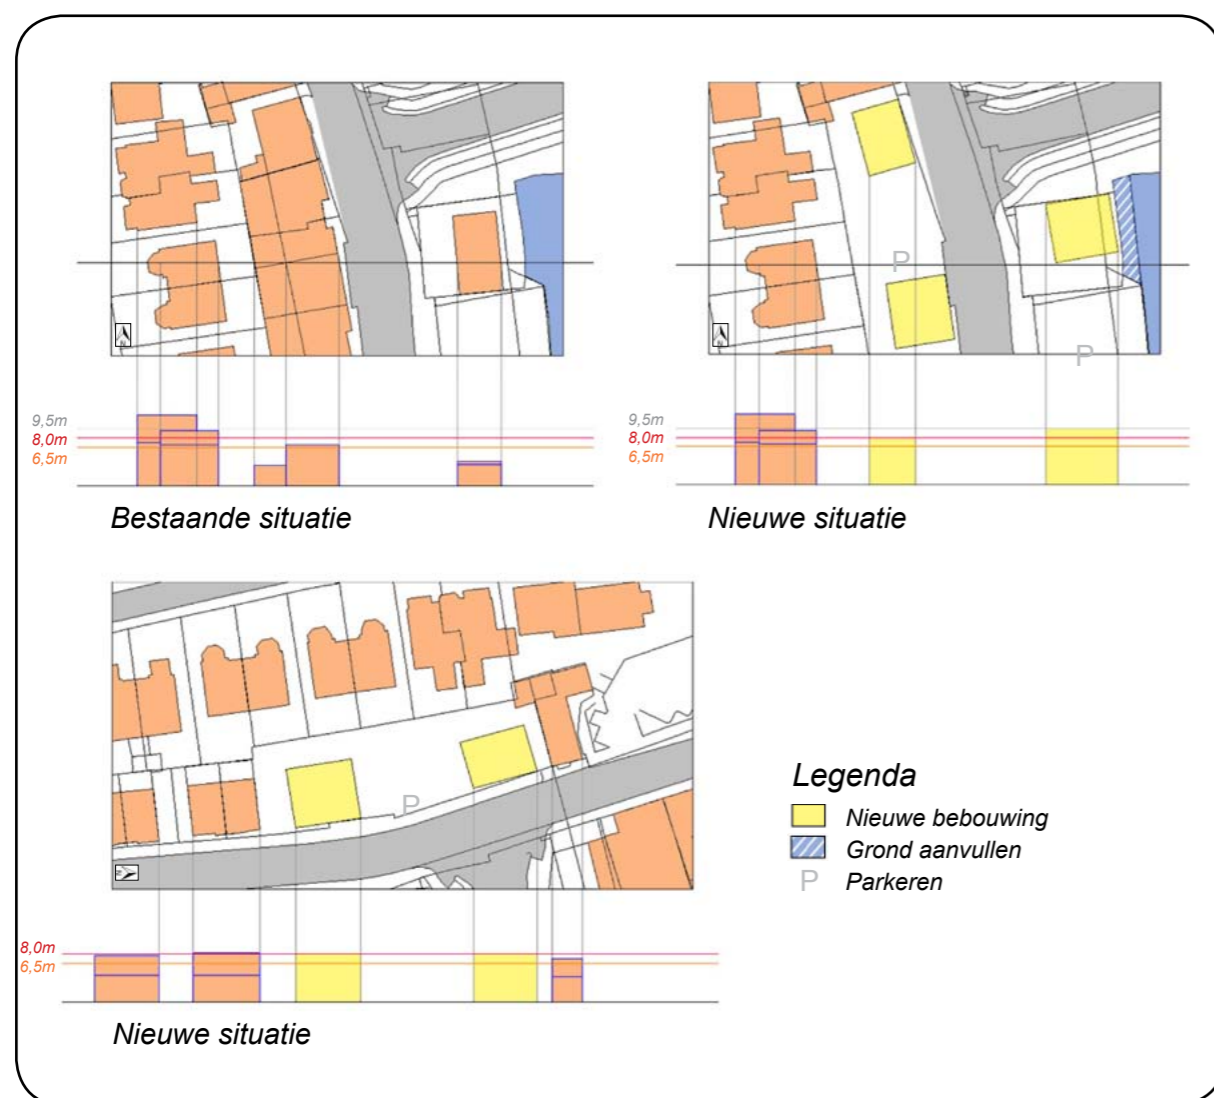 P
P
9,5m
8,0m
6,5m
9,5m
8,0m
6,5m
Bestaande situatie
Nieuwe situatie
P
Legenda
Nieuwe bebouwing
Grond aanvullen
P Parkeren
8,0m
6,5m
Nieuwe situatie